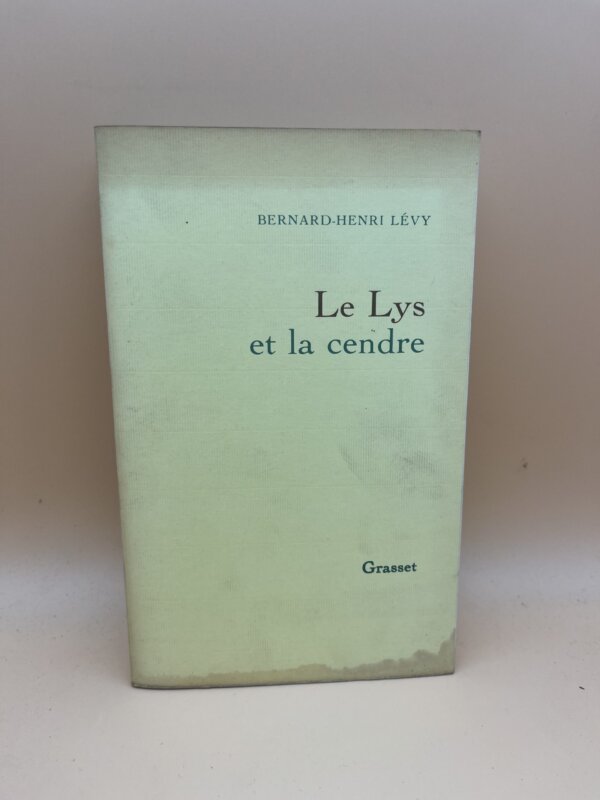 BERNARD-HENRI LÉVY
Le Lys
et la cendre
Grasset